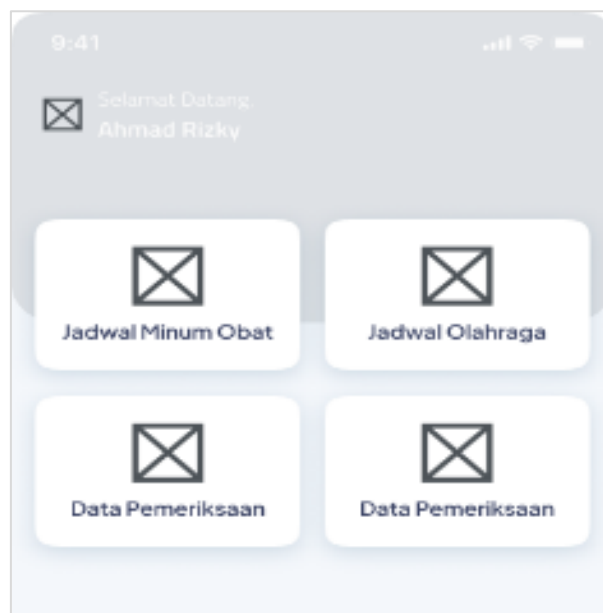 9:41
Selamat Datang,
Ahmad Rizky
Jadwal Minum Obat
Jadwal Olahraga
Data Pemeriksaan
Data Pemeriksaan